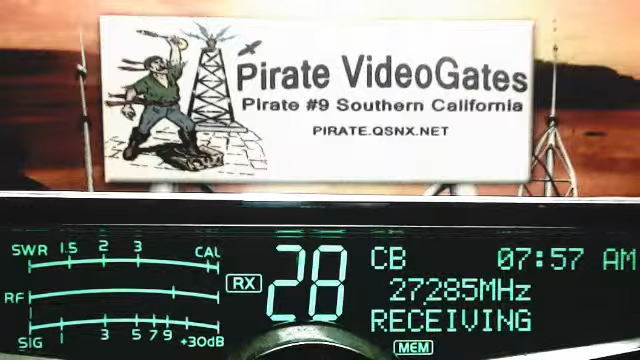 Pirate VideoGates
Pirate #9 Southern California
PIRATE.QSNX.NET
SWR 1.5 2 3 CAL
RF
SIG 1 3 5 7 9 +30dB
RX
28
CB 07:57 AM
27285MHz
RECEIVING
MEM